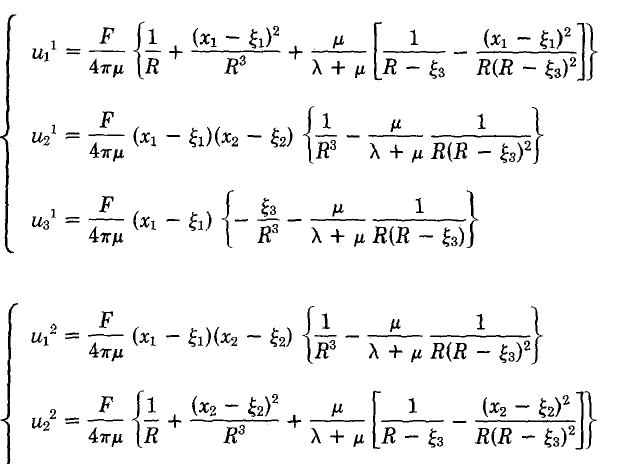 u₁¹ = F/4πμ {1/R + (x₁ − ξ₁)²/R³ + μ/λ + μ [1/R − ξ₃ − (x₁ − ξ₁)²/R(R − ξ₃)²]}
u₂¹ = F/4πμ (x₁ − ξ₁)(x₂ − ξ₂) {1/R³ − μ/λ + μ 1/R(R − ξ₃)²}
u₃¹ = F/4πμ (x₁ − ξ₁) {− ξ₃/R³ − μ/λ + μ 1/R(R − ξ₃)}
u₁² = F/4πμ (x₁ − ξ₁)(x₂ − ξ₂) {1/R³ − μ/λ + μ 1/R(R − ξ₃)²}
u₂² = F/4πμ {1/R + (x₂ − ξ₂)²/R³ + μ/λ + μ [1/R − ξ₃ − (x₂ − ξ₂)²/R(R − ξ₃)²]}